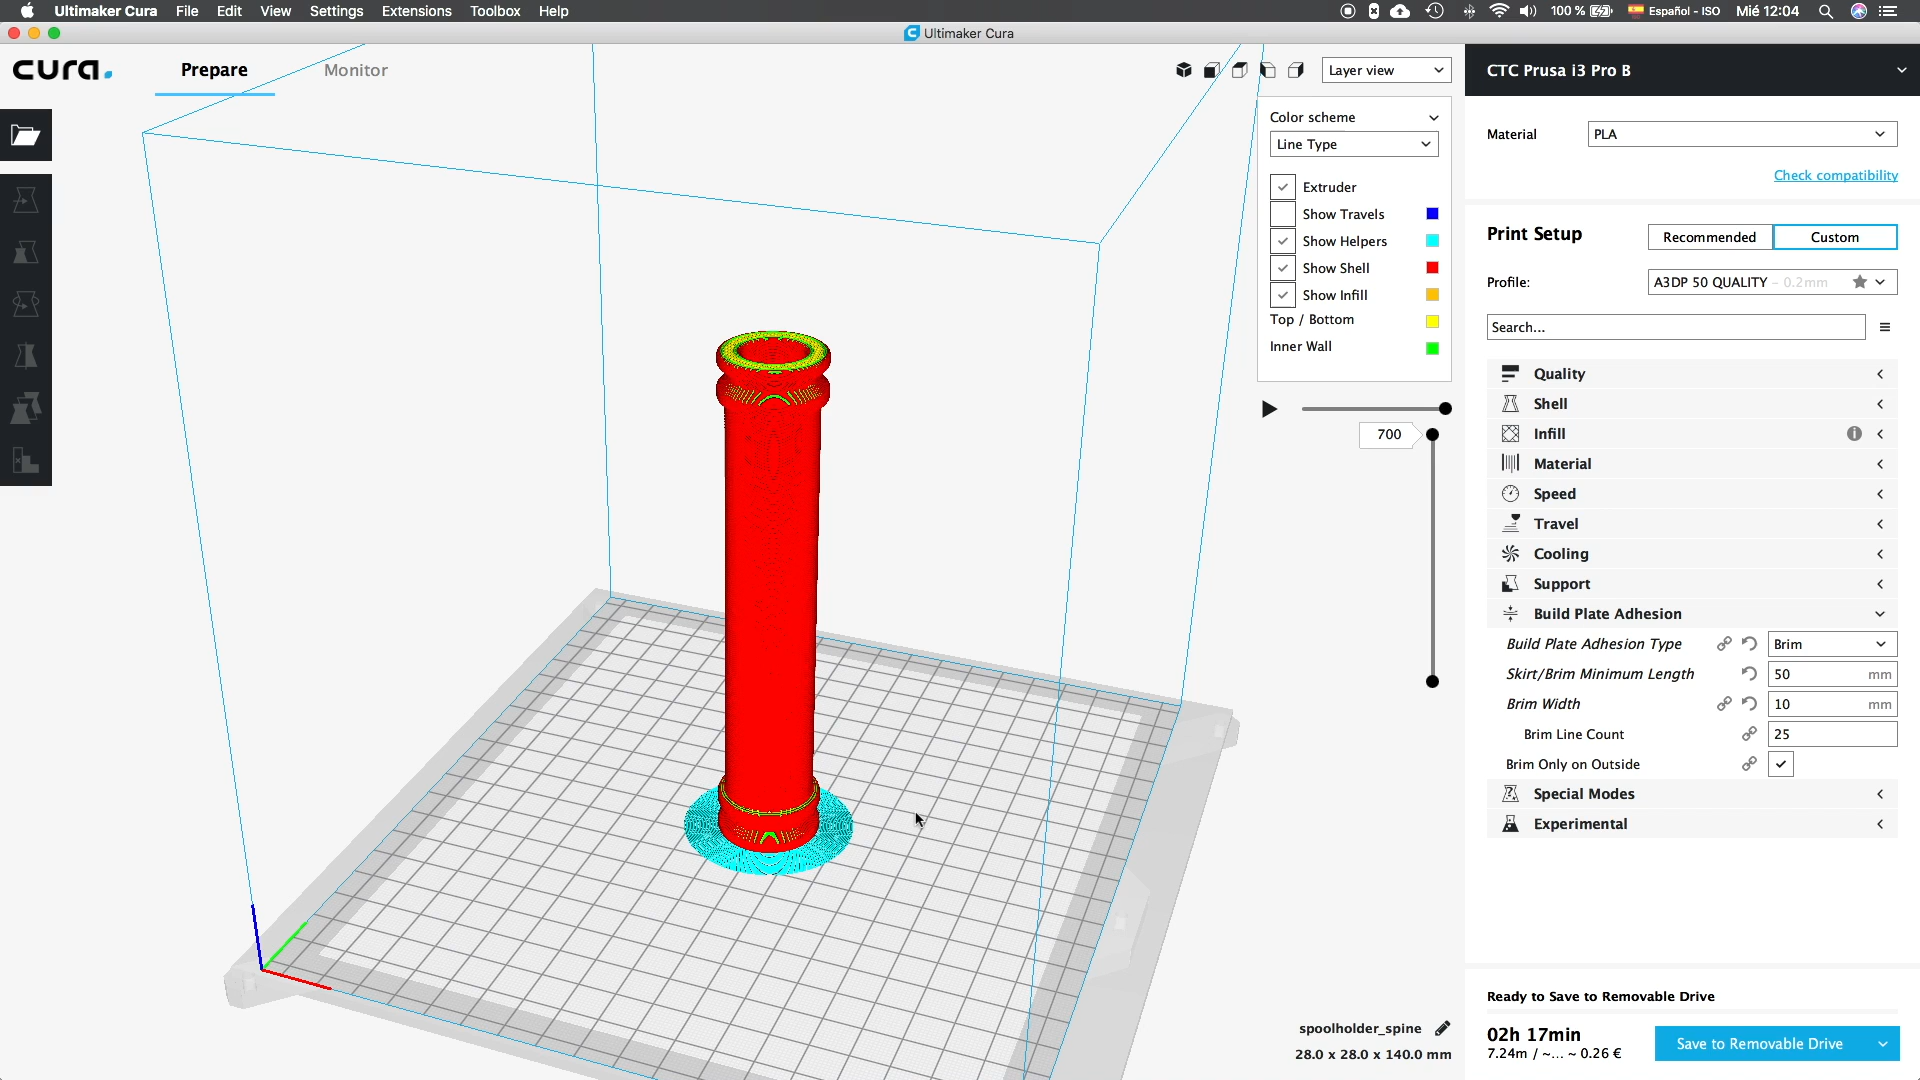 Ultimaker Cura File Edit View Settings Extensions Toolbox Help 100 % Español - ISO Mié 12:04
Ultimaker Cura
cura.
Prepare Monitor
Layer view
CTC Prusa i3 Pro B
Color scheme
Line Type
Extruder
Show Travels
Show Helpers
Show Shell
Show Infill
Top / Bottom
Inner Wall
700
Material PLA
Check compatibility
Print Setup Recommended Custom
Profile: A3DP 50 QUALITY - 0.2mm
Search...
Quality
Shell
Infill
Material
Speed
Travel
Cooling
Support
Build Plate Adhesion
Build Plate Adhesion Type Brim
Skirt/Brim Minimum Length 50 mm
Brim Width 10 mm
Brim Line Count 25
Brim Only on Outside
Special Modes
Experimental
spoolholder_spine
28.0 x 28.0 x 140.0 mm
Ready to Save to Removable Drive
02h 17min
7.24m / ~... ~ 0.26 €
Save to Removable Drive